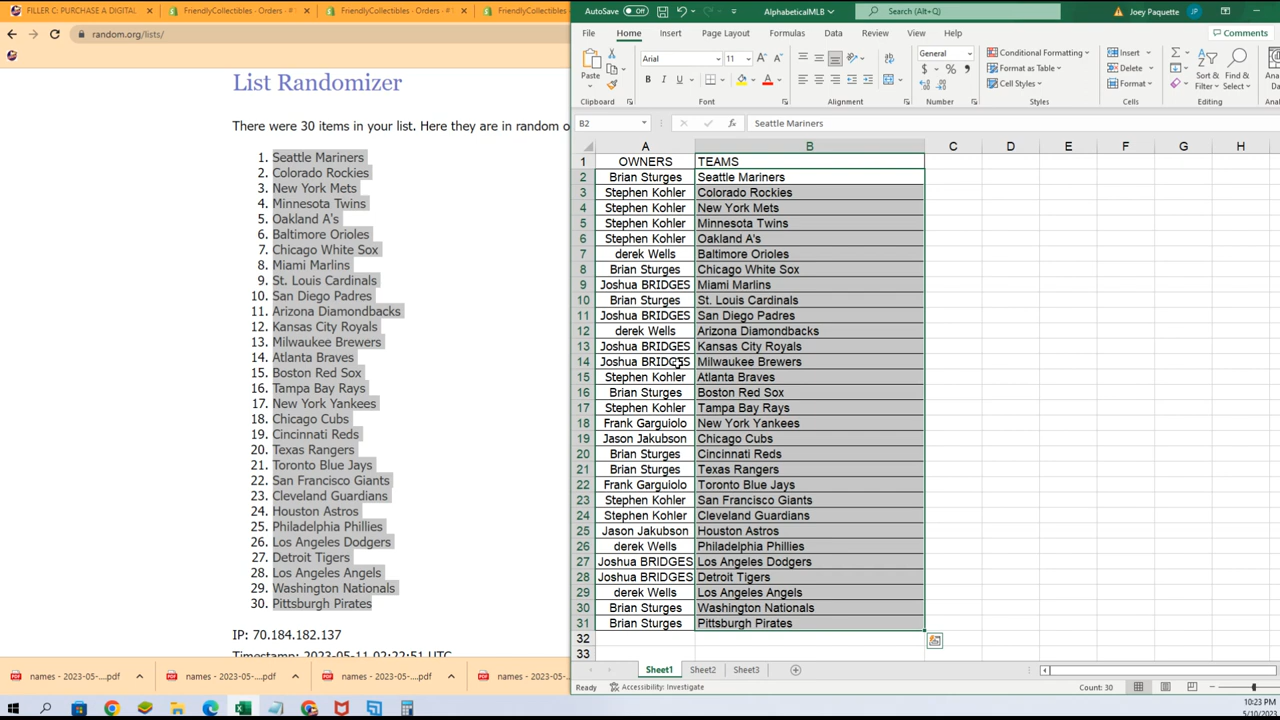 FILLER C: PURCHASE A DIGITAL
FriendlyCollectibles - Orders - #
FriendlyCollectibles - Orders - #
FriendlyCollectibles - Orders - #
random.org/lists/
List Randomizer
There were 30 items in your list. Here they are in random o
1. Seattle Mariners
2. Colorado Rockies
3. New York Mets
4. Minnesota Twins
5. Oakland A's
6. Baltimore Orioles
7. Chicago White Sox
8. Miami Marlins
9. St. Louis Cardinals
10. San Diego Padres
11. Arizona Diamondbacks
12. Kansas City Royals
13. Milwaukee Brewers
14. Atlanta Braves
15. Boston Red Sox
16. Tampa Bay Rays
17. New York Yankees
18. Chicago Cubs
19. Cincinnati Reds
20. Texas Rangers
21. Toronto Blue Jays
22. San Francisco Giants
23. Cleveland Guardians
24. Houston Astros
25. Philadelphia Phillies
26. Los Angeles Dodgers
27. Detroit Tigers
28. Los Angeles Angels
29. Washington Nationals
30. Pittsburgh Pirates
IP: 70.184.182.137
Timestamp: 2023-05-11 02:22:51 UTC
names - 2023-05-....pdf
names - 2023-05-....pdf
names - 2023-05-....pdf
names - 2023-05-
AutoSave Off
AlphabeticalMLB
Search (Alt+Q)
Joey Paquette JP
File Home Insert Page Layout Formulas Data Review View Help Comments
Paste Arial 11 General Conditional Formatting Insert
B I U Format as Table Delete Sort & Filter Find & Select
Cell Styles Format
Clipboard Font Alignment Number Styles Cells Editing
B2 fx Seattle Mariners
A B C D E F G H
1 OWNERS TEAMS
2 Brian Sturges Seattle Mariners
3 Stephen Kohler Colorado Rockies
4 Stephen Kohler New York Mets
5 Stephen Kohler Minnesota Twins
6 Stephen Kohler Oakland A's
7 derek Wells Baltimore Orioles
8 Brian Sturges Chicago White Sox
9 Joshua BRIDGES Miami Marlins
10 Brian Sturges St. Louis Cardinals
11 Joshua BRIDGES San Diego Padres
12 derek Wells Arizona Diamondbacks
13 Joshua BRIDGES Kansas City Royals
14 Joshua BRIDGES Milwaukee Brewers
15 Stephen Kohler Atlanta Braves
16 Brian Sturges Boston Red Sox
17 Stephen Kohler Tampa Bay Rays
18 Frank Garguiolo New York Yankees
19 Jason Jakubson Chicago Cubs
20 Brian Sturges Cincinnati Reds
21 Brian Sturges Texas Rangers
22 Frank Garguiolo Toronto Blue Jays
23 Stephen Kohler San Francisco Giants
24 Stephen Kohler Cleveland Guardians
25 Jason Jakubson Houston Astros
26 derek Wells Philadelphia Phillies
27 Joshua BRIDGES Los Angeles Dodgers
28 Joshua BRIDGES Detroit Tigers
29 derek Wells Los Angeles Angels
30 Brian Sturges Washington Nationals
31 Brian Sturges Pittsburgh Pirates
32
33
Sheet1 Sheet2 Sheet3
Ready Accessibility: Investigate Count: 30
10:23 PM
5/10/2023